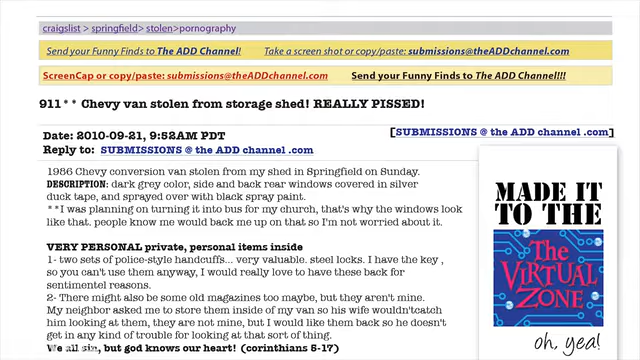 craigslist > springfield> stolen>pornography
Send your Funny Finds to The ADD Channel!   Take a screen shot or copy/paste: submissions@theADDchannel.com
ScreenCap or copy/paste: submissions@theADDchannel.com   Send your Funny Finds to The ADD Channel!!!
911** Chevy van stolen from storage shed! REALLY PISSED!
Date: 2010-09-21, 9:52AM PDT
[SUBMISSIONS @ the ADD channel .com]
Reply to: SUBMISSIONS @ the ADD channel .com
1986 Chevy conversion van stolen from my shed in Springfield on Sunday.
DESCRIPTION: dark grey color, side and back rear windows covered in silver
duck tape, and sprayed over with black spray paint.
**I was planning on turning it into bus for my church, that's why the windows look
like that. people know me would back me up on that so I'm not worried about it.
VERY PERSONAL private, personal items inside
1- two sets of police-style handcuffs... very valuable. steel locks. I have the key ,
so you can't use them anyway, I would really love to have these back for
sentimetel reasons.
2- There might also be some old magazines too maybe, but they aren't mine.
My neighbor asked me to store them inside of my van so his wife wouldn'tcatch
him looking at them, they are not mine, but I would like them back so he doesn't
get in any kind of trouble for looking at that sort of thing.
We all sin, but god knows our heart! (corinthians 5-17)
MADE IT
TO THE
The
VIRTUAL
ZONE
oh, yea!